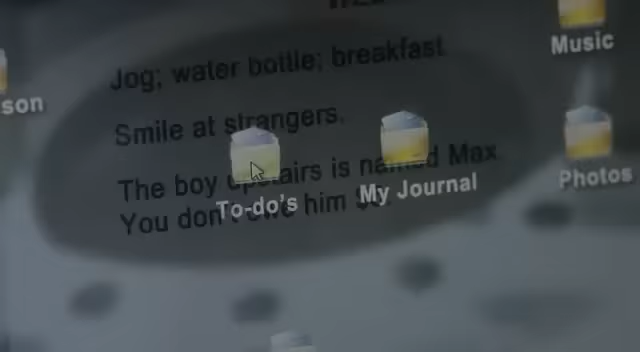 Jog; water bottle; breakfast
Music
son
Smile at strangers.
The boy upstairs is named Max
Photos
To-do's
My Journal
You don't owe him $